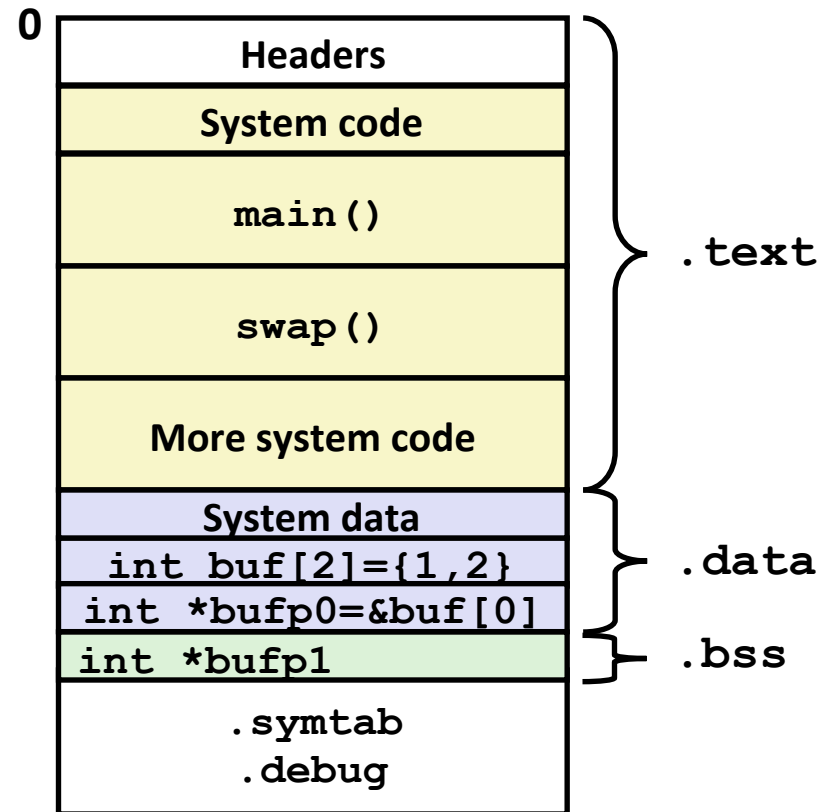 0
Headers
System code
main()
.text
swap()
More system code
System data
int buf[2]={1,2}
.data
int *bufp0=&buf[0]
int *bufp1
.bss
.symtab
.debug